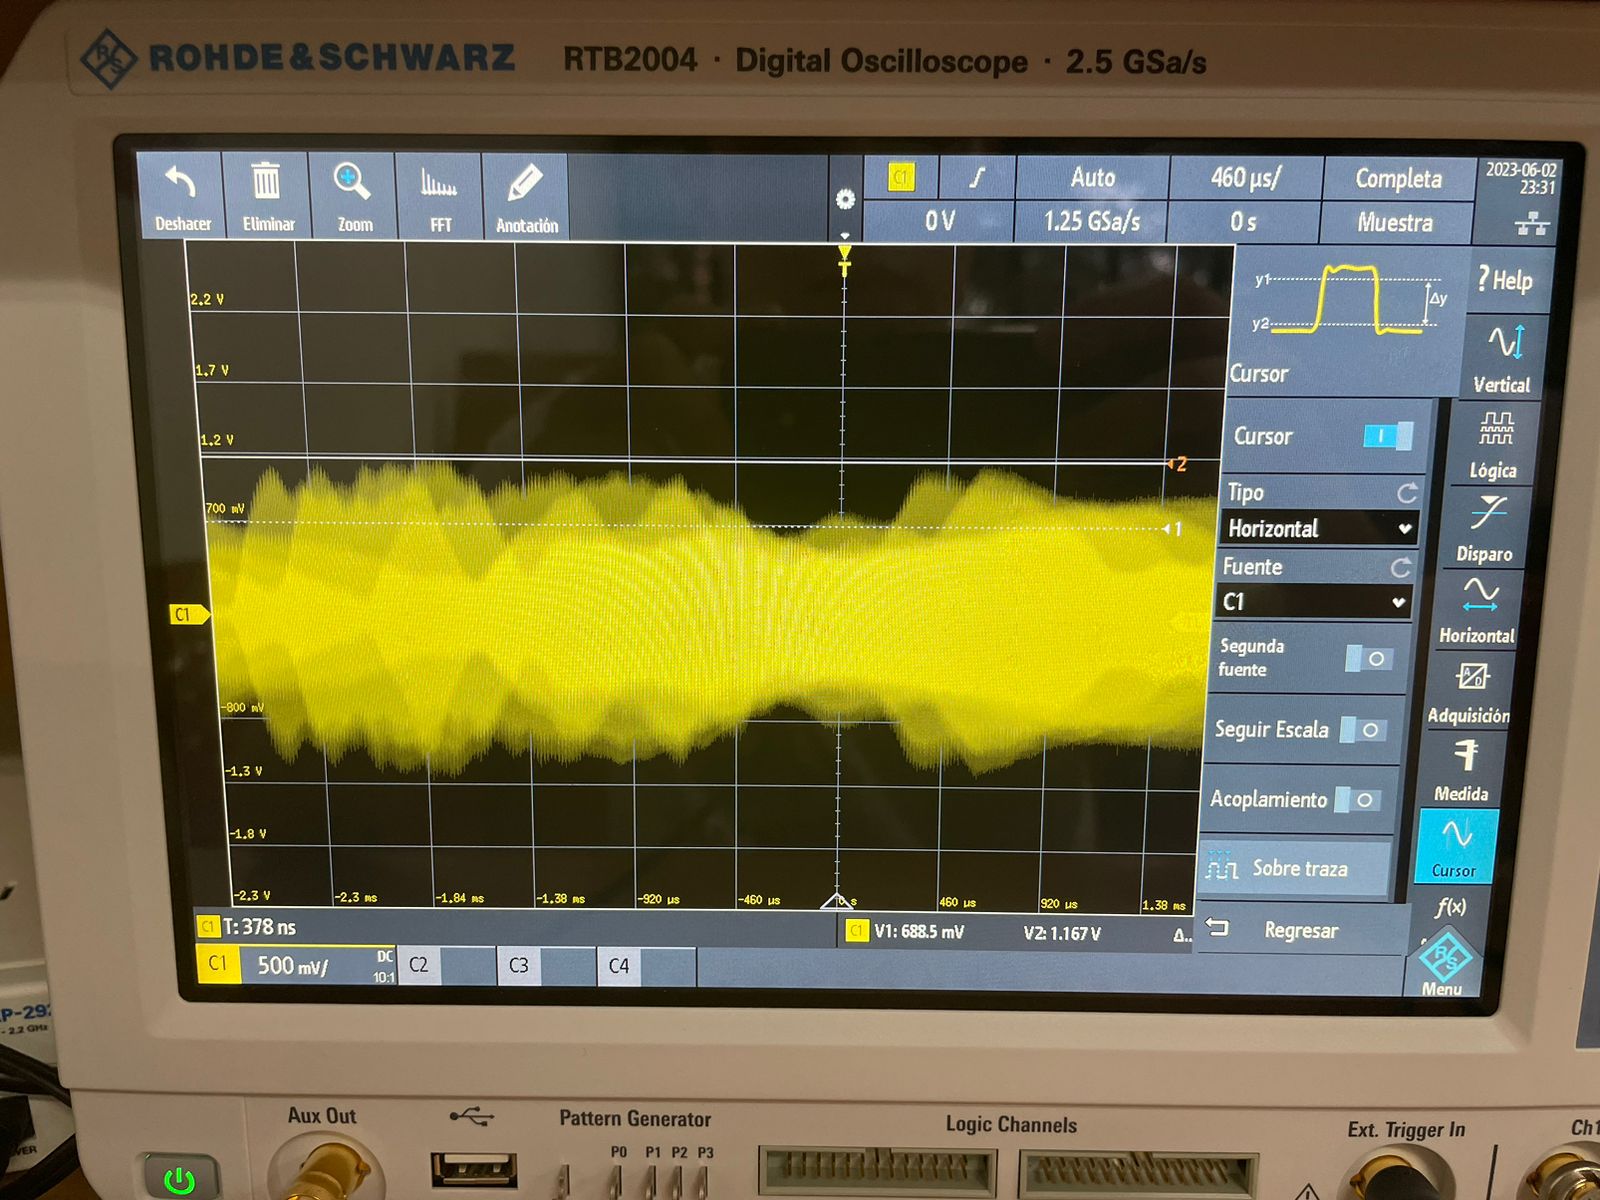 ROHDE&SCHWARZ RTB2004 · Digital Oscilloscope · 2.5 GSa/s
Deshacer Eliminar Zoom FFT Anotación
C1 Auto 460 µs/ Completa
0 V 1.25 GSa/s 0 s Muestra
2023-06-02
23:31
T
2.2 V
1.7 V
1.2 V
700 mV
-800 mV
-1.3 V
-1.8 V
-2.3 V
2
1
C1
-2.3 ms -1.84 ms -1.38 ms -920 µs -460 µs 0 s 460 µs 920 µs 1.38 ms
C1 T: 378 ns
C1 V1: 688.5 mV V2: 1.167 V Δ..
C1 500 mV/ DC
10:1
C2 C3 C4
y1
y2
Δy
Cursor
Cursor I
Tipo
Horizontal
Fuente
C1
Segunda
fuente
Seguir Escala
Acoplamiento
Sobre traza
Regresar
? Help
Vertical
Lógica
Disparo
Horizontal
A/D
Adquisición
Medida
Cursor
f(x)
R&S
Menu
P-292
- 2.2 GHz
Aux Out
Pattern Generator
P0 P1 P2 P3
Logic Channels
Ext. Trigger In
Ch1